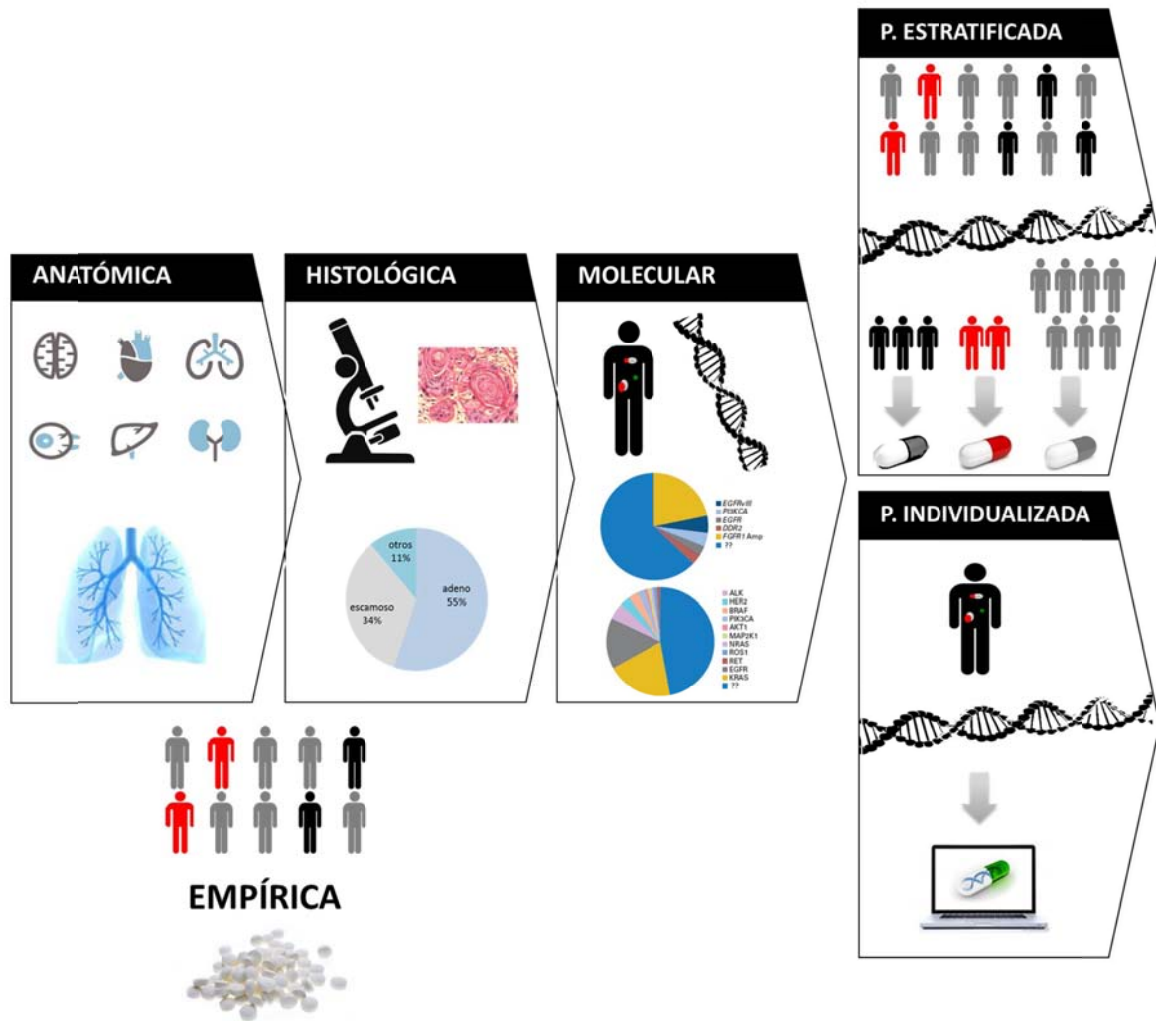 P. ESTRATIFICADA
ANATÓMICA
HISTOLÓGICA
MOLECULAR
otros
11%
adeno
55%
escamoso
34%
EGFRvIII
PI3KCA
EGFR
DDR2
FGFR1 Amp
??
ALK
HER2
BRAF
PIK3CA
AKT1
MAP2K1
NRAS
ROS1
RET
EGFR
KRAS
??
P. INDIVIDUALIZADA
EMPÍRICA